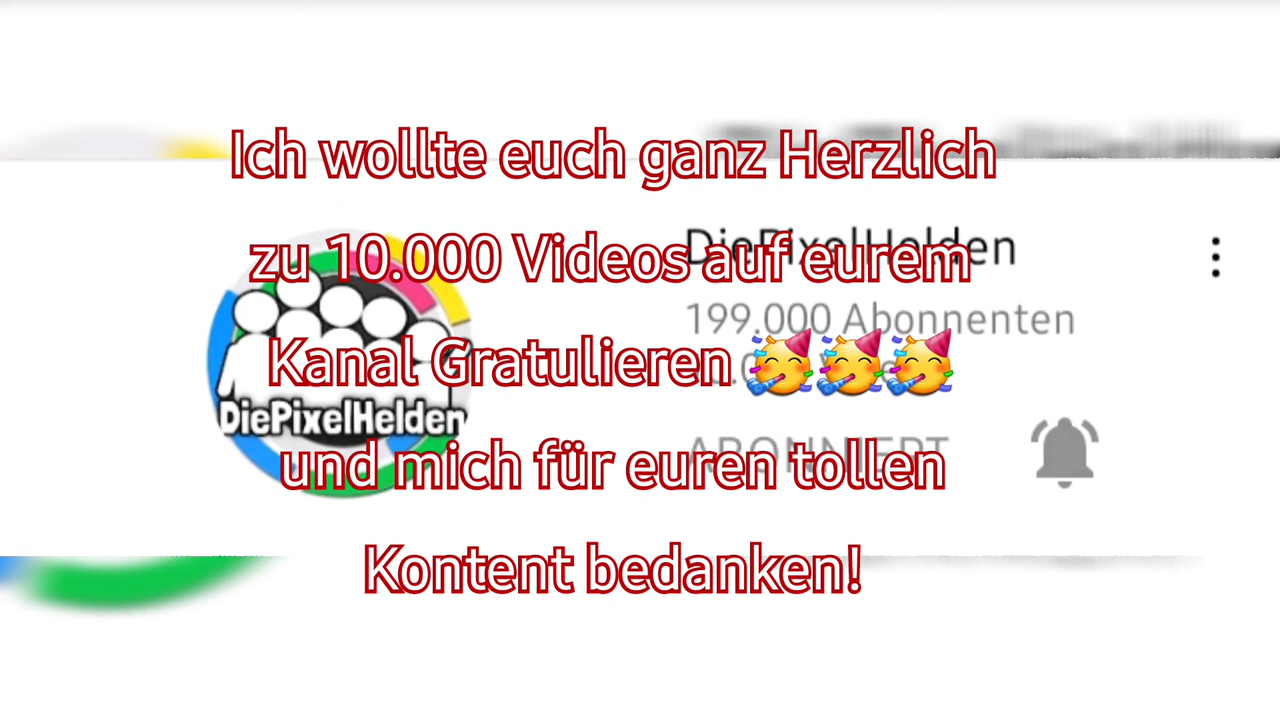 Ich wollte euch ganz Herzlich
zu 10.000 Videos auf eurem
Kanal Gratulieren 🥳🥳🥳
und mich für euren tollen
Kontent bedanken!
DiePixelHelden
199.000 Abonnenten
ABONNIERT
DiePixelHelden